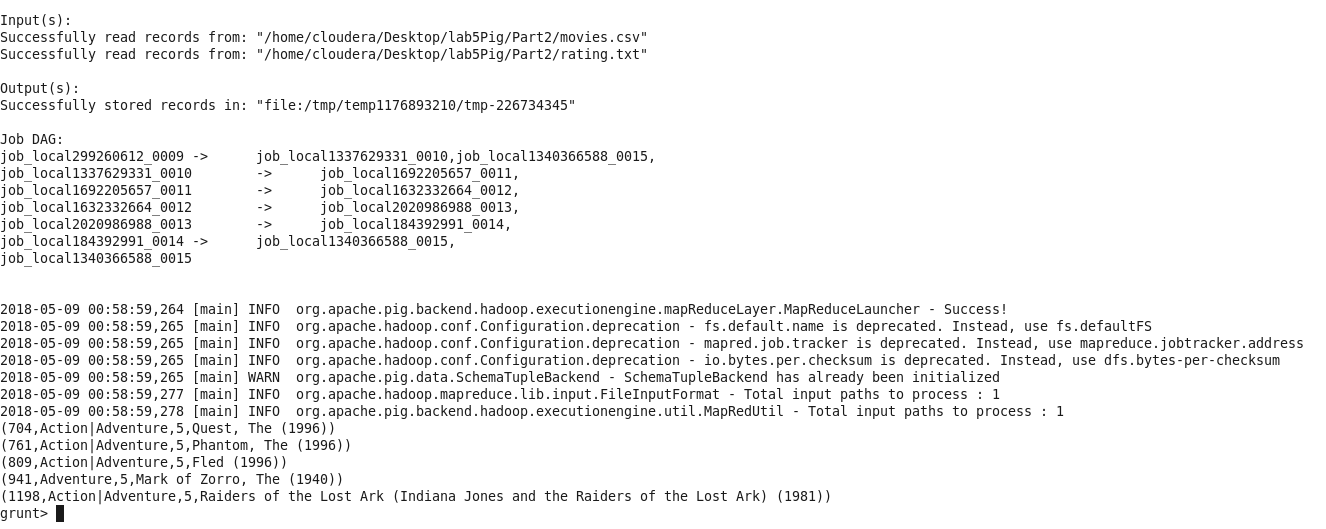 Input(s):
Successfully read records from: "/home/cloudera/Desktop/lab5Pig/Part2/movies.csv"
Successfully read records from: "/home/cloudera/Desktop/lab5Pig/Part2/rating.txt"
Output(s):
Successfully stored records in: "file:/tmp/temp1176893210/tmp-226734345"
Job DAG:
job_local299260612_0009 ->      job_local1337629331_0010,job_local1340366588_0015,
job_local1337629331_0010        ->      job_local1692205657_0011,
job_local1692205657_0011        ->      job_local1632332664_0012,
job_local1632332664_0012        ->      job_local2020986988_0013,
job_local2020986988_0013        ->      job_local184392991_0014,
job_local184392991_0014 ->      job_local1340366588_0015,
job_local1340366588_0015
2018-05-09 00:58:59,264 [main] INFO  org.apache.pig.backend.hadoop.executionengine.mapReduceLayer.MapReduceLauncher - Success!
2018-05-09 00:58:59,265 [main] INFO  org.apache.hadoop.conf.Configuration.deprecation - fs.default.name is deprecated. Instead, use fs.defaultFS
2018-05-09 00:58:59,265 [main] INFO  org.apache.hadoop.conf.Configuration.deprecation - mapred.job.tracker is deprecated. Instead, use mapreduce.jobtracker.address
2018-05-09 00:58:59,265 [main] INFO  org.apache.hadoop.conf.Configuration.deprecation - io.bytes.per.checksum is deprecated. Instead, use dfs.bytes-per-checksum
2018-05-09 00:58:59,265 [main] WARN  org.apache.pig.data.SchemaTupleBackend - SchemaTupleBackend has already been initialized
2018-05-09 00:58:59,277 [main] INFO  org.apache.hadoop.mapreduce.lib.input.FileInputFormat - Total input paths to process : 1
2018-05-09 00:58:59,278 [main] INFO  org.apache.pig.backend.hadoop.executionengine.util.MapRedUtil - Total input paths to process : 1
(704,Action|Adventure,5,Quest, The (1996))
(761,Action|Adventure,5,Phantom, The (1996))
(809,Action|Adventure,5,Fled (1996))
(941,Adventure,5,Mark of Zorro, The (1940))
(1198,Action|Adventure,5,Raiders of the Lost Ark (Indiana Jones and the Raiders of the Lost Ark) (1981))
grunt>